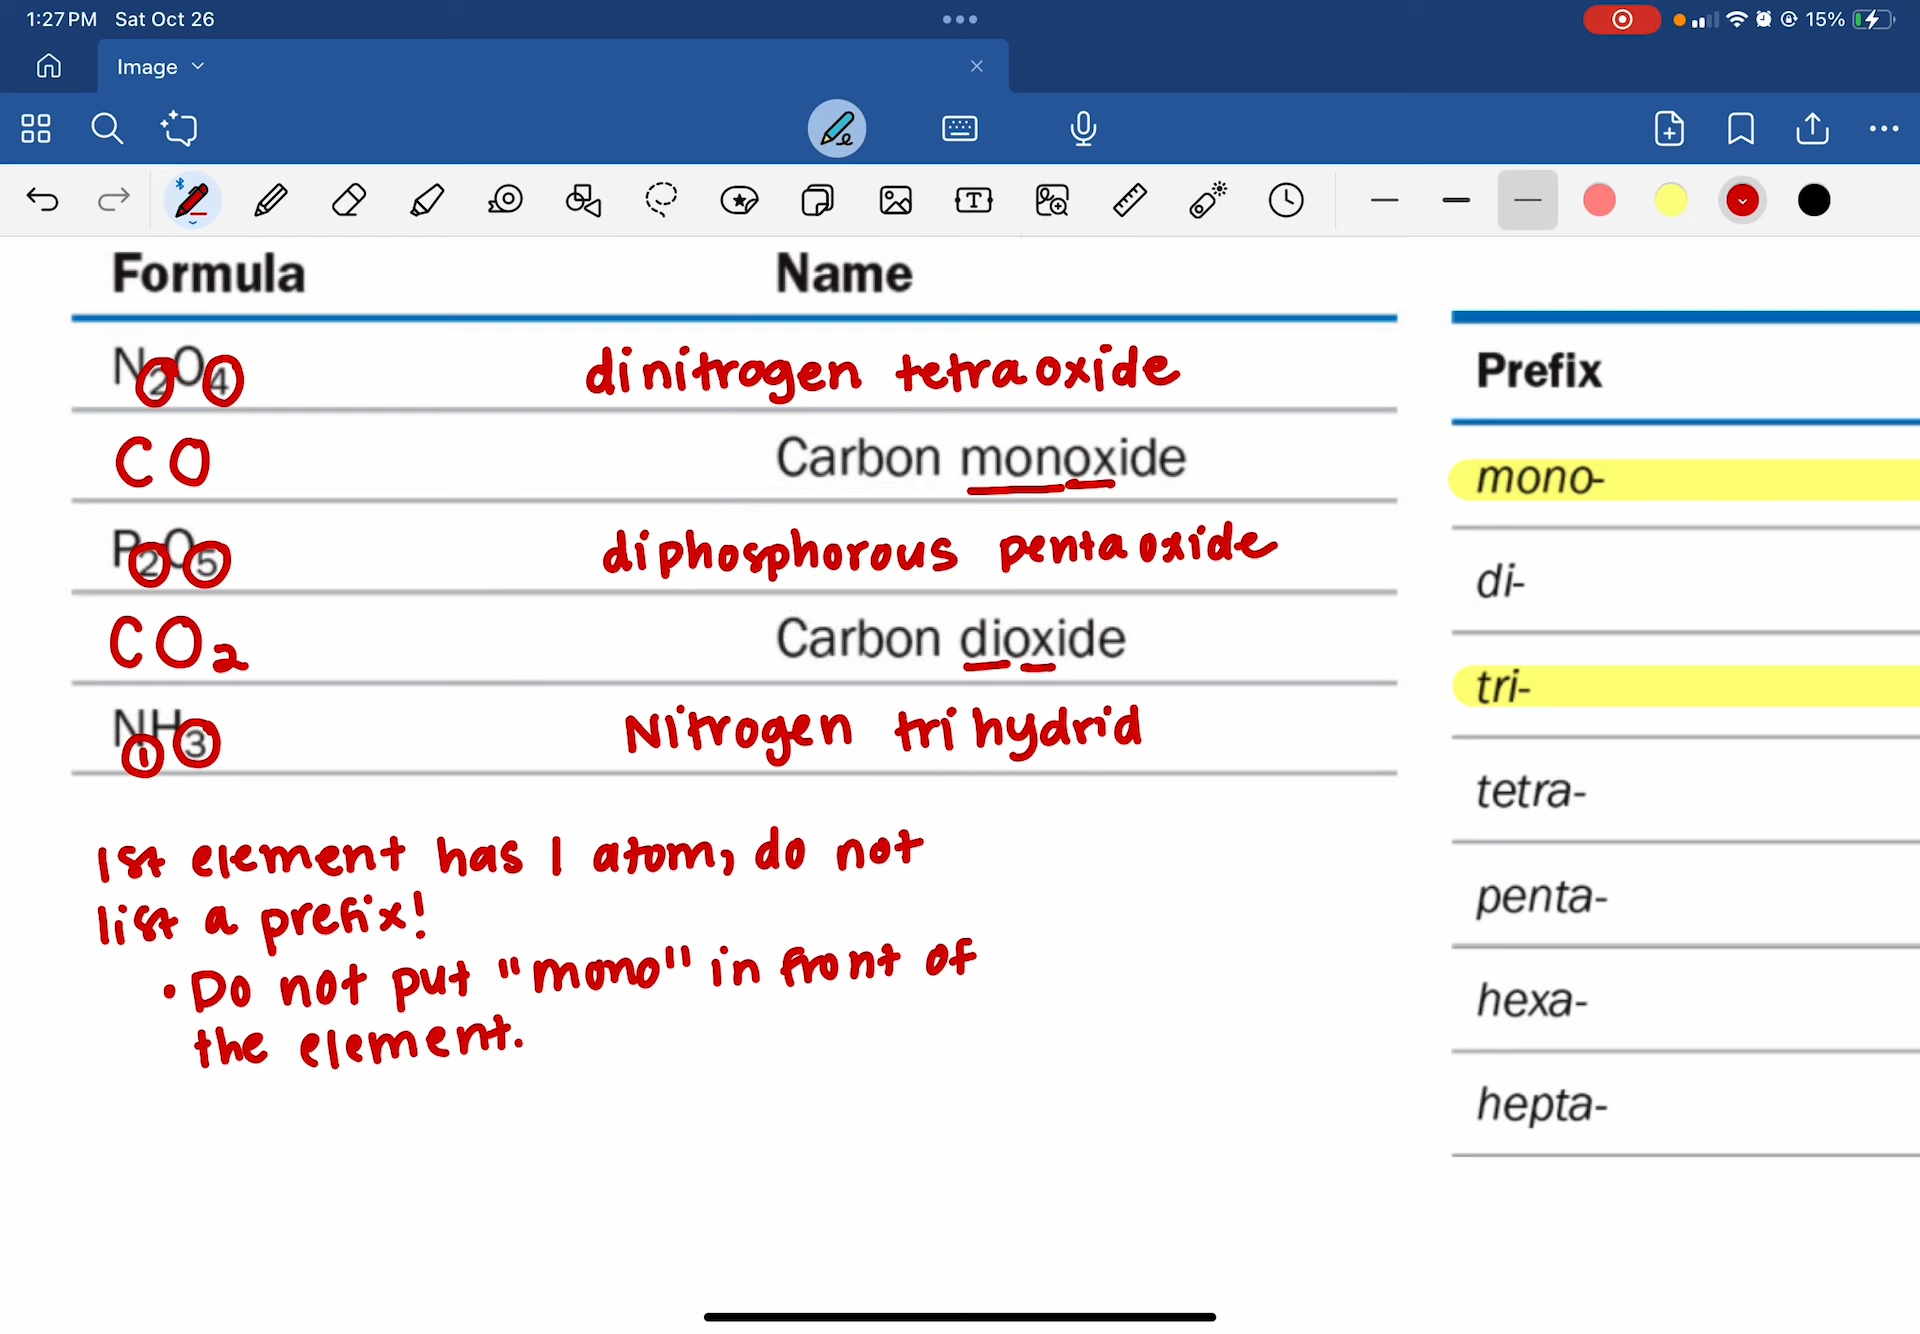 1:27 PM Sat Oct 26
15%
Image
Formula Name
N2O4 dinitrogen tetraoxide
CO Carbon monoxide
P2O5 diphosphorous pentaoxide
CO2 Carbon dioxide
NH3 Nitrogen trihydrid
1
1st element has 1 atom, do not
list a prefix!
• Do not put "mono" in front of
the element.
Prefix
mono-
di-
tri-
tetra-
penta-
hexa-
hepta-